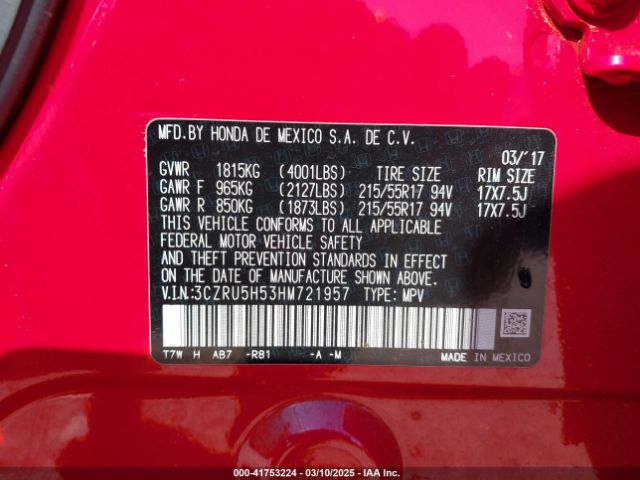 MFD.BY HONDA DE MEXICO S.A. DE C.V.
03/'17
GVWR 1815KG (4001LBS) TIRE SIZE RIM SIZE
GAWR F 965KG (2127LBS) 215/55R17 94V 17X7.5J
GAWR R 850KG (1873LBS) 215/55R17 94V 17X7.5J
THIS VEHICLE CONFORMS TO ALL APPLICABLE
FEDERAL MOTOR VEHICLE SAFETY
AND THEFT PREVENTION STANDARDS IN EFFECT
ON THE DATE OF MANUFACTURE SHOWN ABOVE.
V.I.N.:3CZRU5H53HM721957 TYPE: MPV
T7W H AB7 -R81 -A -M
MADE IN MEXICO
000-41753224 — 03/10/2025 — IAA Inc.